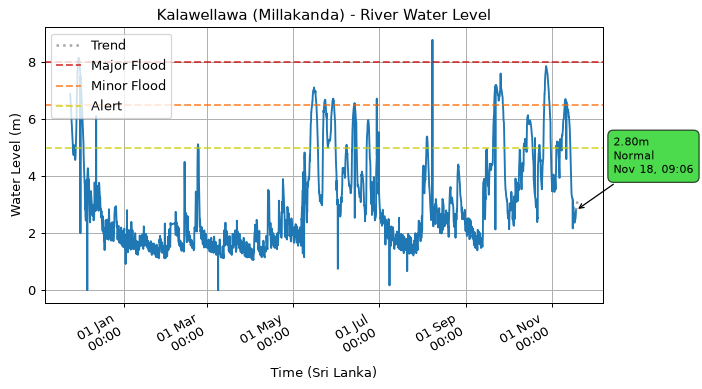 Kalawellawa (Millakanda) - River Water Level
Trend
Major Flood
Minor Flood
Alert
8
6
4
2
0
Water Level (m)
2.80m
Normal
Nov 18, 09:06
01 Jan
00:00
01 Mar
00:00
01 May
00:00
01 Jul
00:00
01 Sep
00:00
01 Nov
00:00
Time (Sri Lanka)